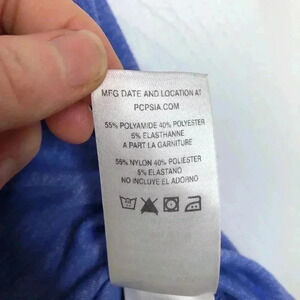 MFG DATE AND LOCATION AT
PCPSIA.COM
55% POLYAMIDE 40% POLYESTER
5% ELASTHANNE
A PART LA GARNITURE
55% NYLON 40% POLIÉSTER
5% ELASTANO
NO INCLUYE EL ADORNO